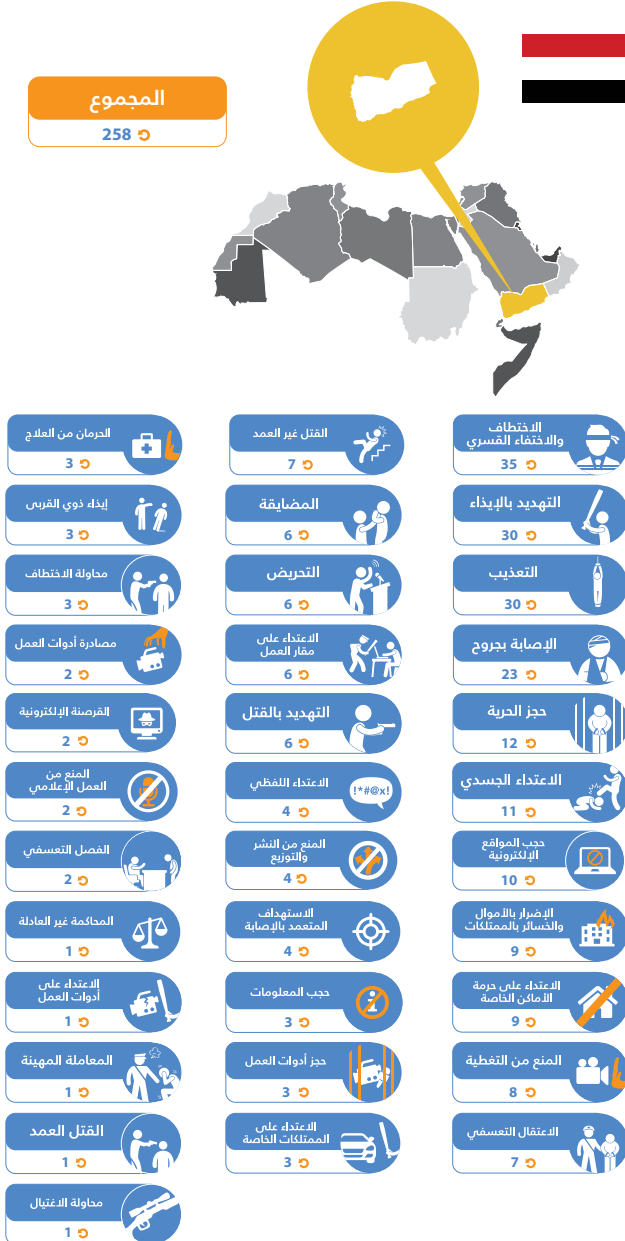 المجموع
258
الاختطاف
والاختفاء القسري
35
التهديد بالإيذاء
30
التعذيب
30
الإصابة بجروح
23
حجز الحرية
12
الاعتداء الجسدي
11
حجب المواقع
الإلكترونية
10
الإضرار بالأموال
والخسائر بالممتلكات
9
الاعتداء على حرمة
الأماكن الخاصة
9
المنع من التغطية
8
الاعتقال التعسفي
7
القتل غير العمد
7
المضايقة
6
التحريض
6
الاعتداء على
مقار العمل
6
التهديد بالقتل
6
الاعتداء اللفظي
!*#@x!
4
المنع من النشر
والتوزيع
4
الاستهداف
المتعمد بالإصابة
4
حجب المعلومات
3
حجز أدوات العمل
3
الاعتداء على
الممتلكات الخاصة
3
الحرمان من العلاج
3
إيذاء ذوي القربى
3
محاولة الاختطاف
3
مصادرة أدوات العمل
2
القرصنة الإلكترونية
2
المنع من
العمل الإعلامي
2
الفصل التعسفي
2
المحاكمة غير العادلة
1
الاعتداء على
أدوات العمل
1
المعاملة المهينة
1
القتل العمد
1
محاولة الاغتيال
1